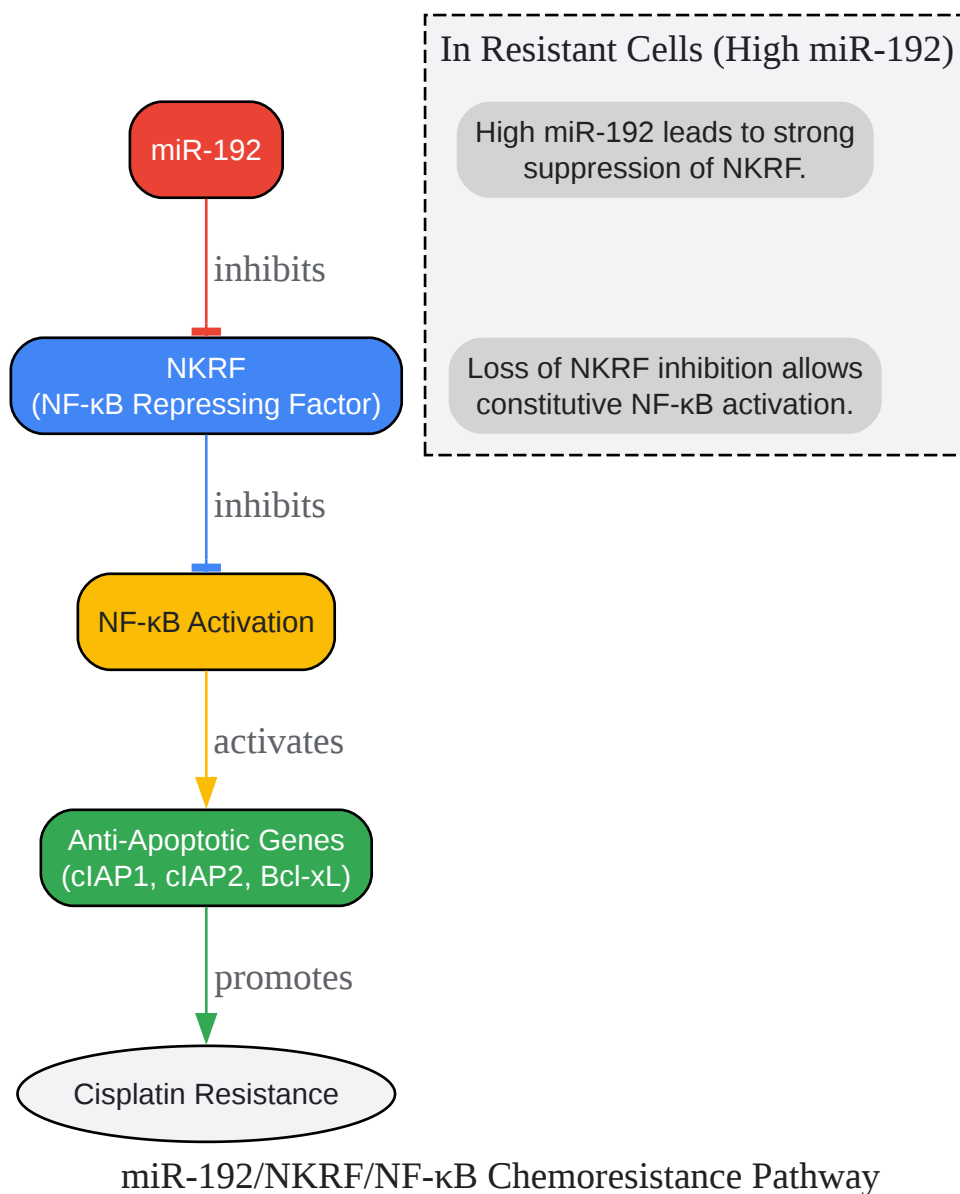 In Resistant Cells (High miR-192)
miR-192
High miR-192 leads to strong
suppression of NKRF.
inhibits
NKRF
(NF-κB Repressing Factor)
Loss of NKRF inhibition allows
constitutive NF-κB activation.
inhibits
NF-κB Activation
activates
Anti-Apoptotic Genes
(cIAP1, cIAP2, Bcl-xL)
promotes
Cisplatin Resistance
miR-192/NKRF/NF-κB Chemoresistance Pathway